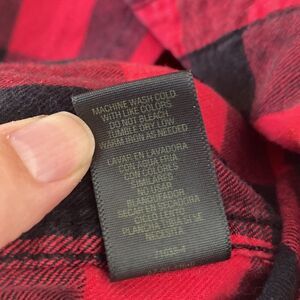 MACHINE WASH COLD
WITH LIKE COLORS
DO NOT BLEACH
TUMBLE DRY LOW
WARM IRON AS NEEDED
LAVAR EN LAVADORA
CON AGUA FRIA
CON COLORES
SIMILARES
NO USAR
BLANQUEADOR
SECAR EN SECADORA
CICLO LENTO
PLANCHA TIBIA SI SE
NECESITA